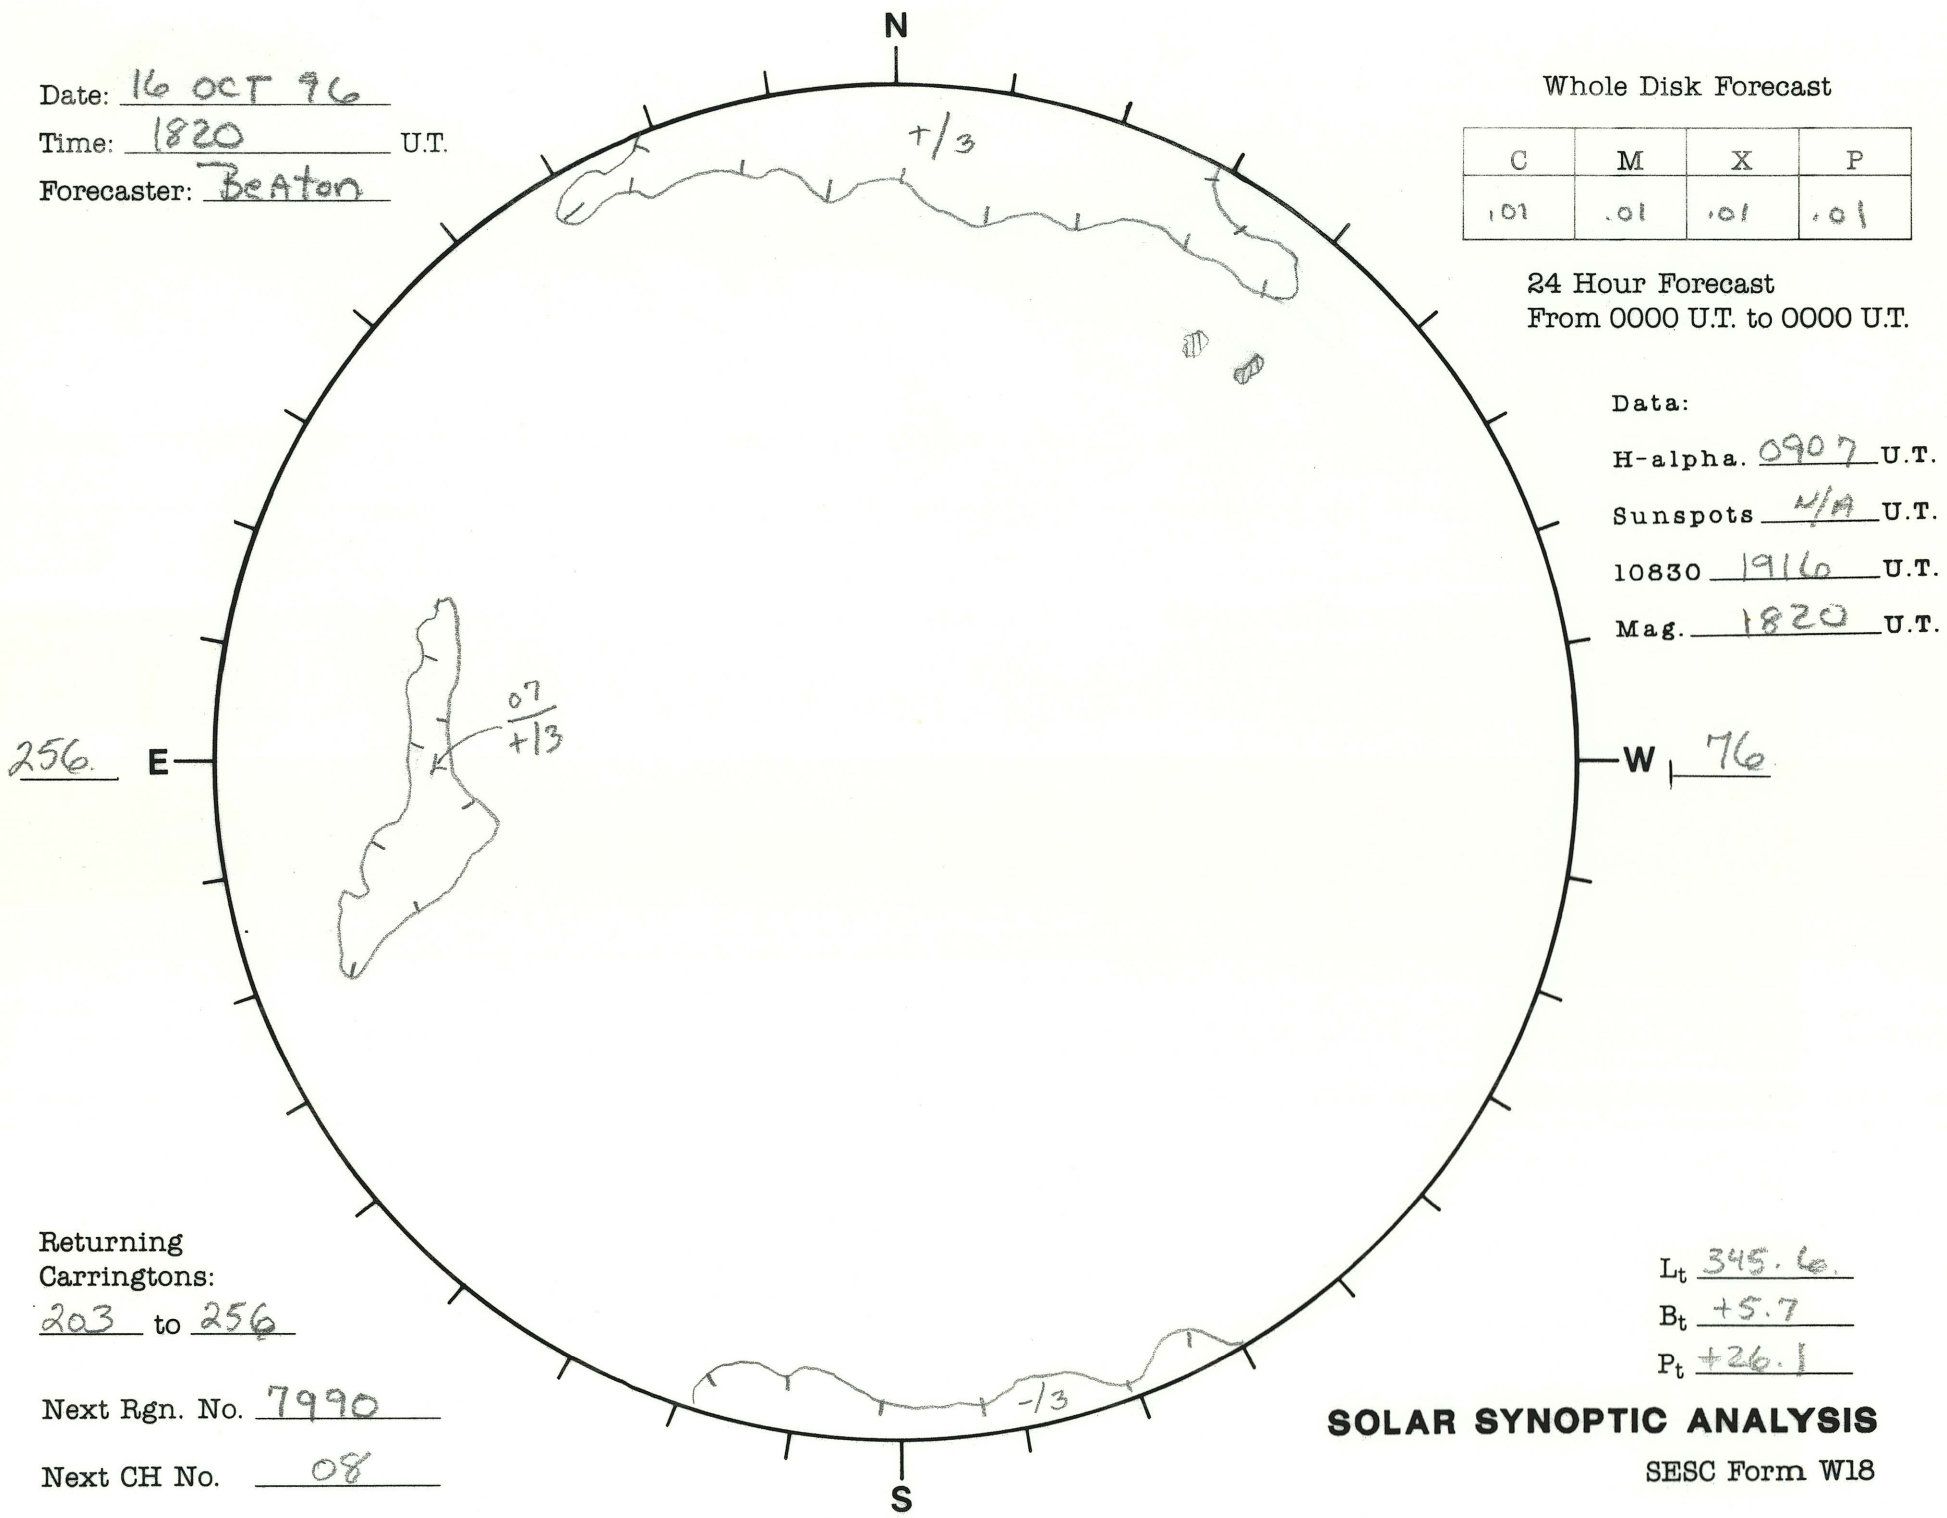 N
Date: 16 OCT 96
Time: 1820 U.T.
Forecaster: BeAton
+/3
Whole Disk Forecast
C M X P
.01 .01 .01 .01
24 Hour Forecast
From 0000 U.T. to 0000 U.T.
Data:
H-alpha. 0907 U.T.
Sunspots N/A U.T.
10830 1916 U.T.
Mag. 1820 U.T.
07
+/3
256 E
W 76
Returning
Carringtons:
203 to 256
Next Rgn. No. 7990
Next CH No. 08
-/3
Lt 345.6
Bt +5.7
Pt +26.1
SOLAR SYNOPTIC ANALYSIS
SESC Form W18
S